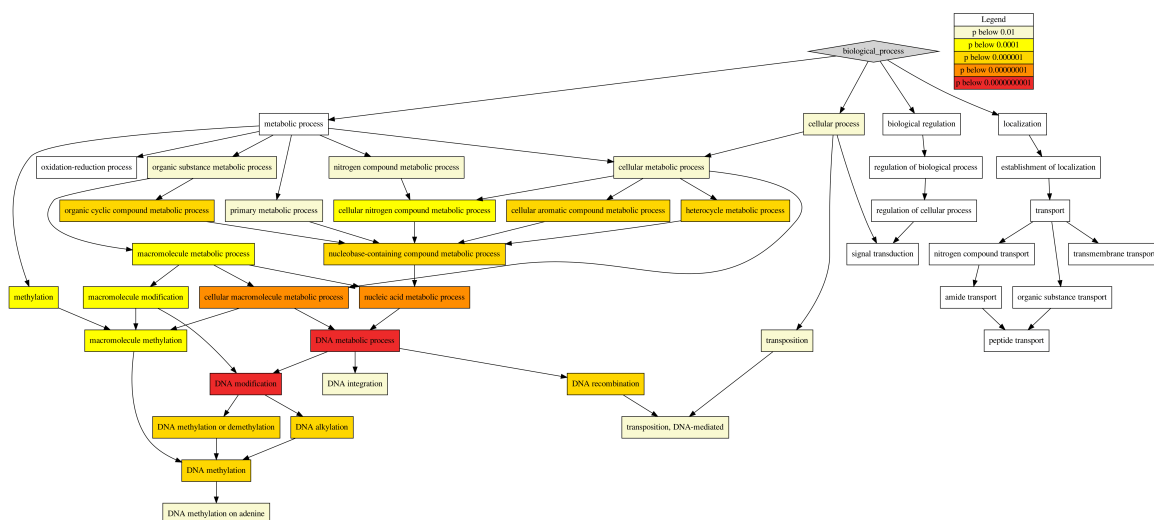 Legend
p below 0.01
p below 0.0001
p below 0.000001
p below 0.00000001
p below 0.0000000001
biological_process
metabolic process
cellular process
biological regulation
localization
oxidation-reduction process
organic substance metabolic process
nitrogen compound metabolic process
cellular metabolic process
regulation of biological process
establishment of localization
organic cyclic compound metabolic process
primary metabolic process
cellular nitrogen compound metabolic process
cellular aromatic compound metabolic process
heterocycle metabolic process
regulation of cellular process
transport
macromolecule metabolic process
nucleobase-containing compound metabolic process
signal transduction
nitrogen compound transport
transmembrane transport
methylation
macromolecule modification
cellular macromolecule metabolic process
nucleic acid metabolic process
amide transport
organic substance transport
macromolecule methylation
DNA metabolic process
transposition
peptide transport
DNA modification
DNA integration
DNA recombination
DNA methylation or demethylation
DNA alkylation
transposition, DNA-mediated
DNA methylation
DNA methylation on adenine